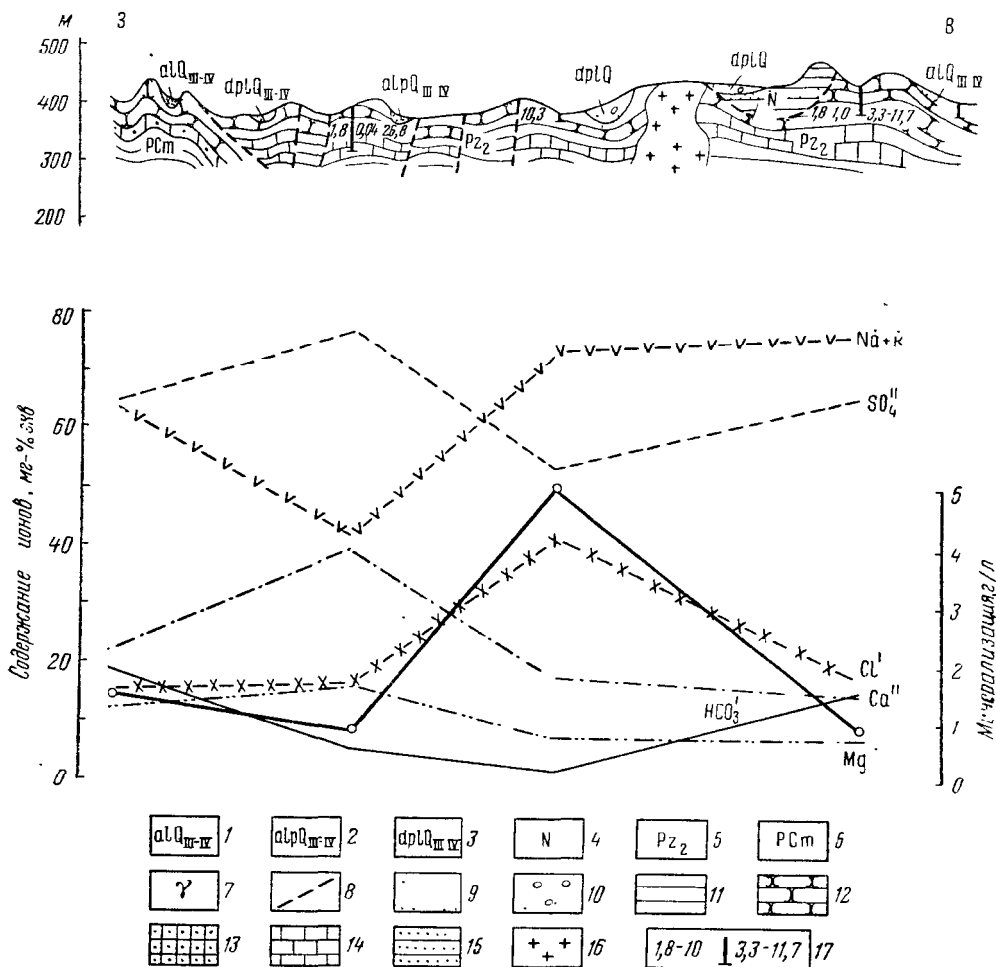 м
З
В
500
400
300
200
alQIII-IV
dplQIII-IV
alpQIII IV
dplQ
dplQ
alQIII IV
N
PCm
1,8
0,04
25,8
Pz2
10,3
1,8
1,0
3,3-11,7
Pz2
80
60
40
20
0
Содержание ионов, мг-% экв
Na˙+K˙
SO4''
Cl'
Ca''
HCO3'
Mg
5
4
3
2
1
0
Минерализация, г/л
alQIII-IV 1
alpQIII-IV 2
dplQIII IV 3
N 4
Pz2 5
PCm 6
γ 7
8
9
10
11
12
13
14
15
16
1,8-10 3,3-11,7 17